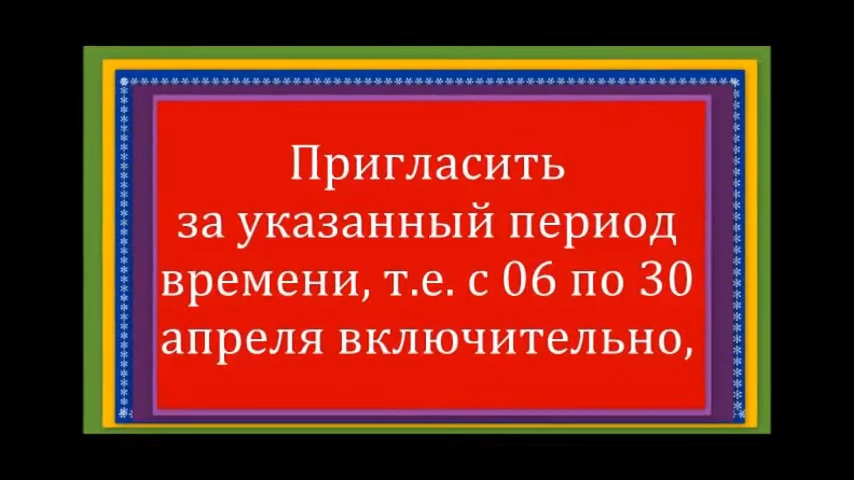 Пригласить
за указанный период
времени, т.е. с 06 по 30
апреля включительно,